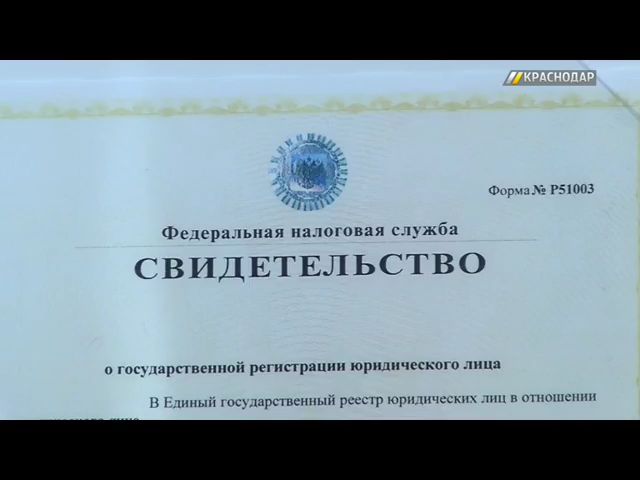 КРАСНОДАР
Форма № Р51003
Федеральная налоговая служба
СВИДЕТЕЛЬСТВО
о государственной регистрации юридического лица
В Единый государственный реестр юридических лиц в отношении